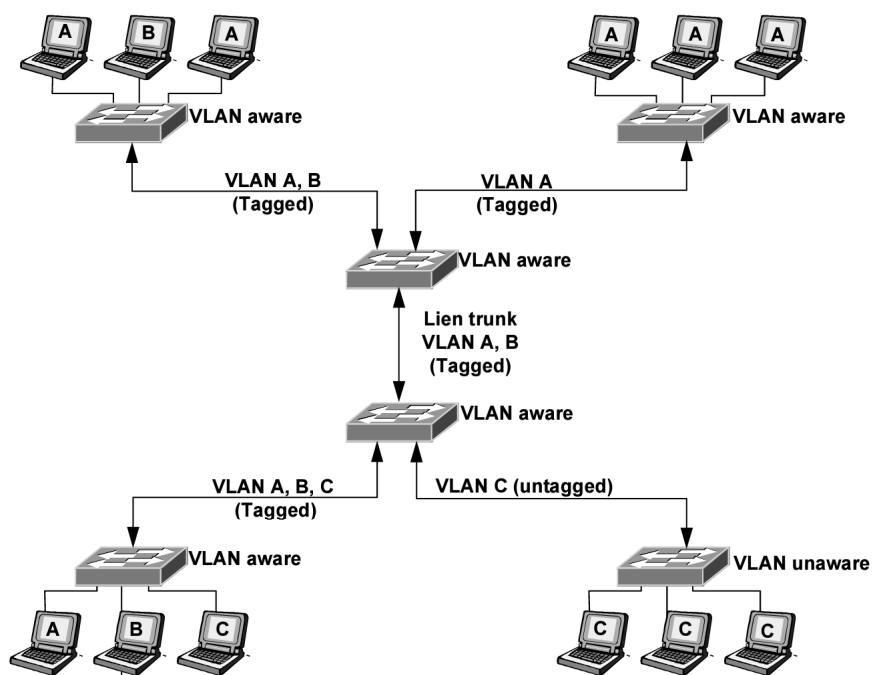 A
B
A
A
A
A
VLAN aware
VLAN aware
VLAN A, B
(Tagged)
VLAN A
(Tagged)
VLAN aware
Lien trunk
VLAN A, B
(Tagged)
VLAN aware
VLAN A, B, C
(Tagged)
VLAN C (untagged)
VLAN aware
VLAN unaware
A
B
C
C
C
C